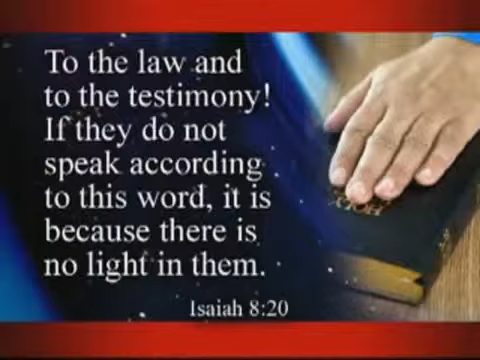 To the law and
to the testimony!
If they do not
speak according
to this word, it is
because there is
no light in them.
Isaiah 8:20
HOLY